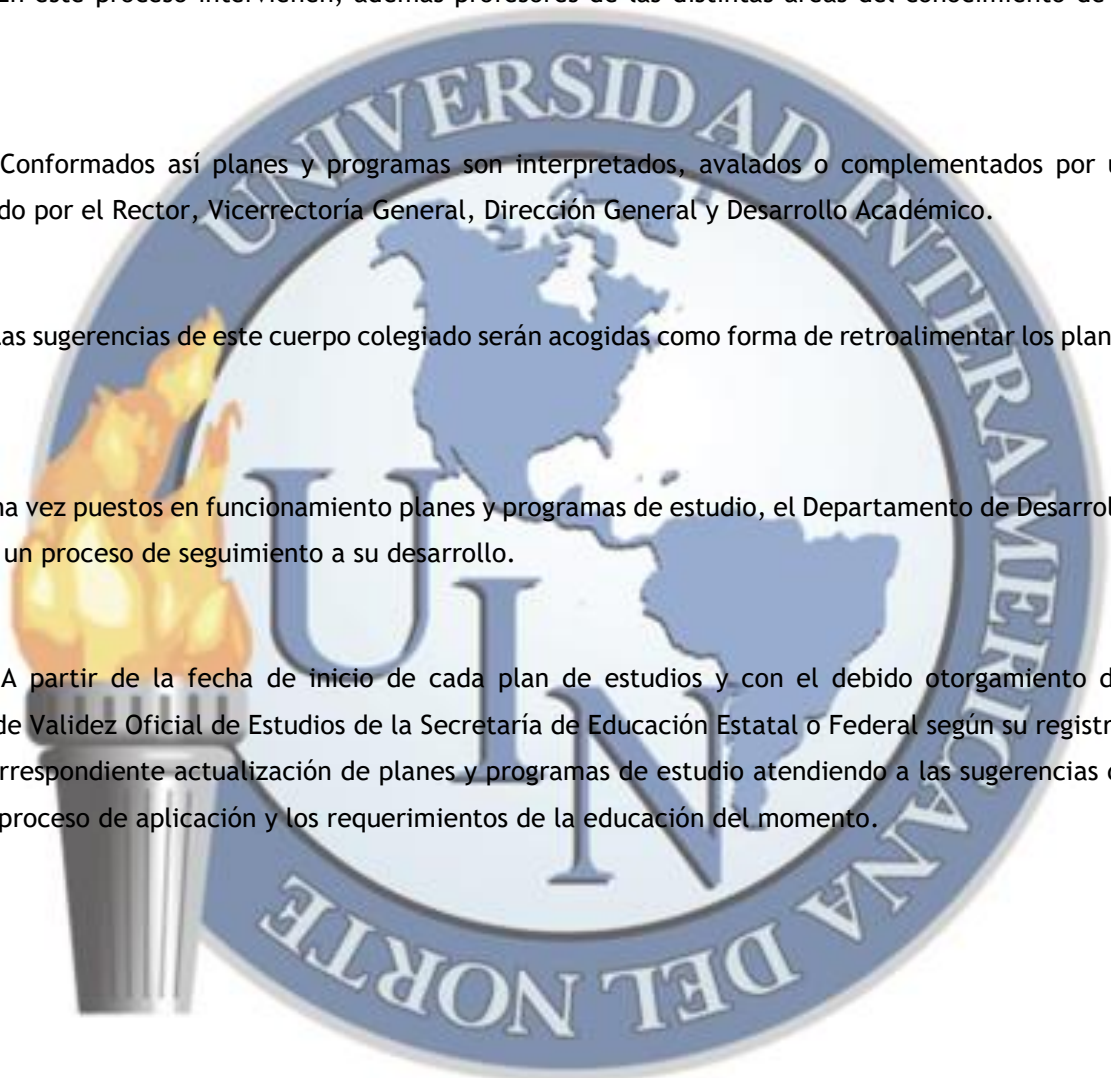 En este proceso intervienen, además profesores de las distintas áreas del conocimiento de
Conformados así planes y programas son interpretados, avalados o complementados por u
do por el Rector, Vicerrectoría General, Dirección General y Desarrollo Académico.
as sugerencias de este cuerpo colegiado serán acogidas como forma de retroalimentar los plan
na vez puestos en funcionamiento planes y programas de estudio, el Departamento de Desarrol
un proceso de seguimiento a su desarrollo.
A partir de la fecha de inicio de cada plan de estudios y con el debido otorgamiento d
de Validez Oficial de Estudios de la Secretaría de Educación Estatal o Federal según su registr
rrespondiente actualización de planes y programas de estudio atendiendo a las sugerencias
proceso de aplicación y los requerimientos de la educación del momento.
UNIVERSIDAD INTERAMERICANA DEL NORTE
UIN